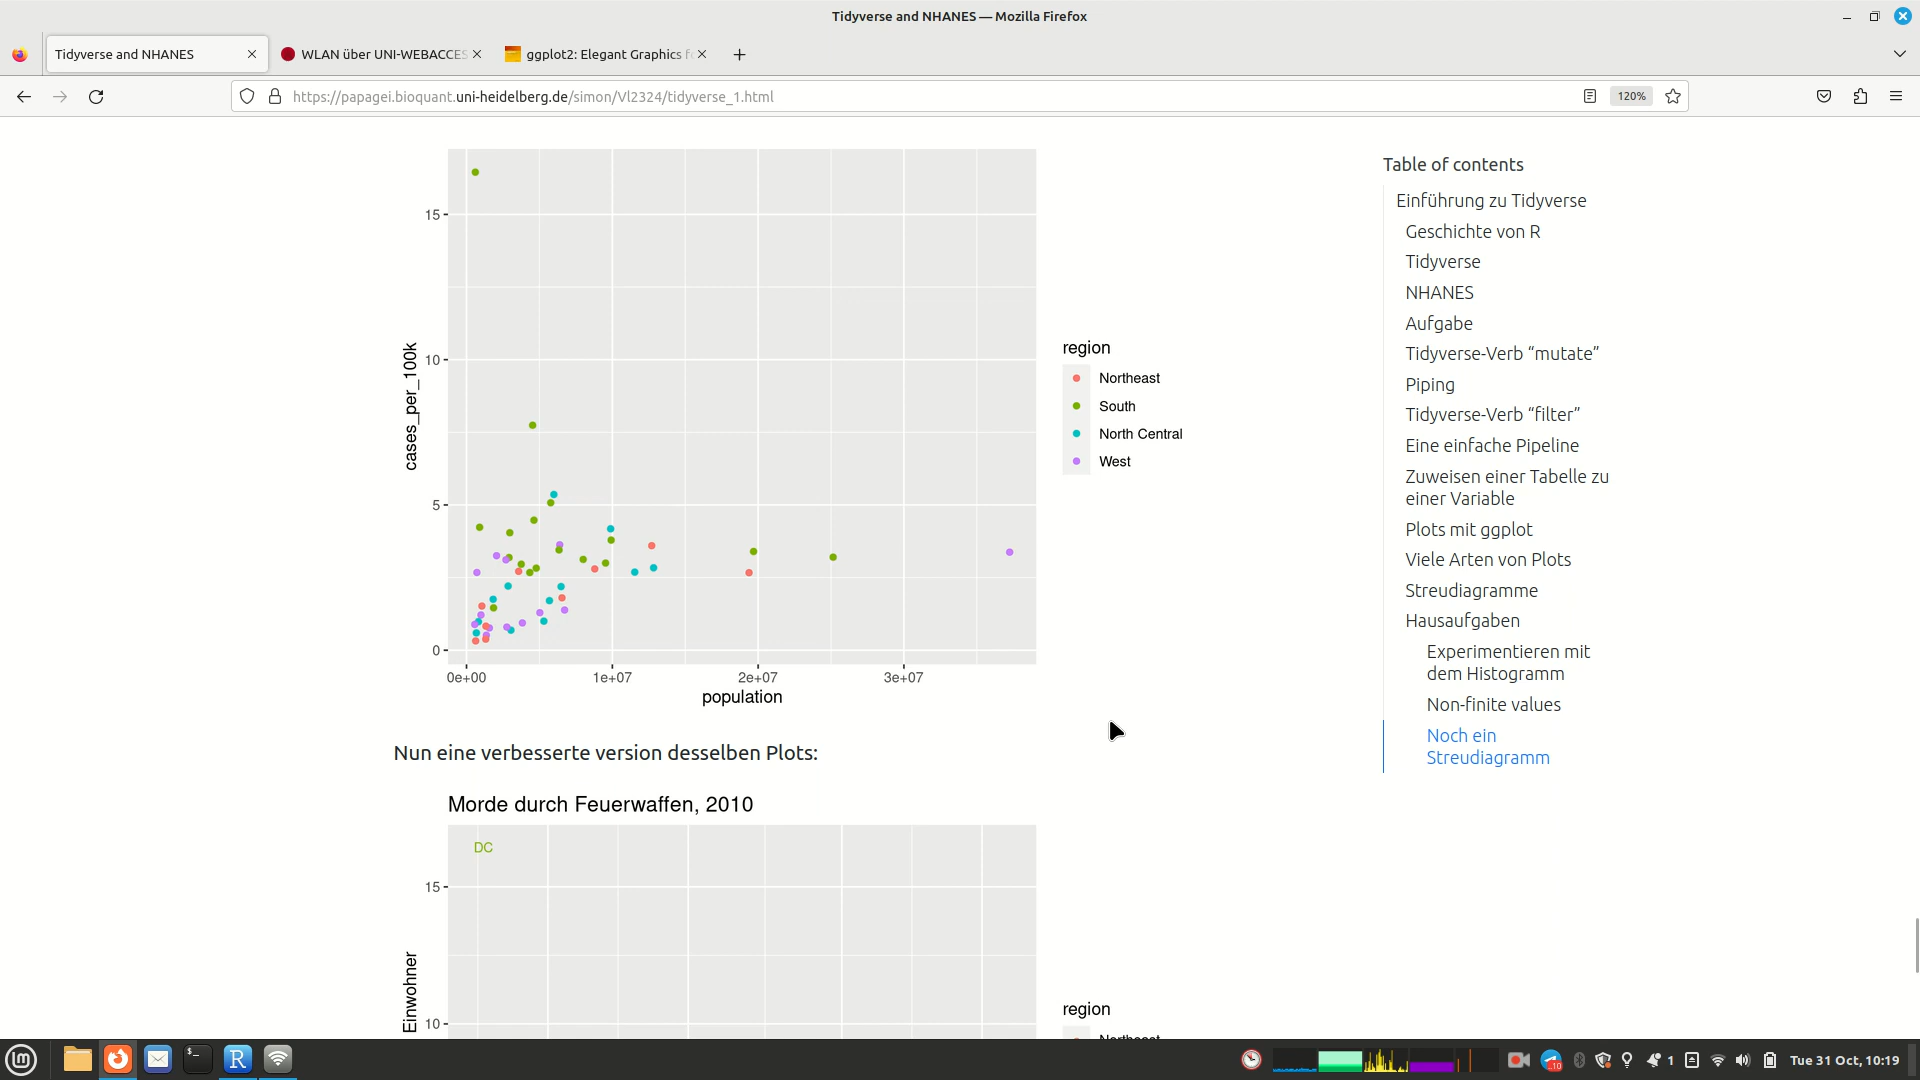 Tidyverse and NHANES — Mozilla Firefox
Tidyverse and NHANES
WLAN über UNI-WEBACCES
ggplot2: Elegant Graphics f
https://papagei.bioquant.uni-heidelberg.de/simon/Vl2324/tidyverse_1.html
120%
15
10
5
0
cases_per_100k
0e+00 1e+07 2e+07 3e+07
population
region
Northeast
South
North Central
West
Nun eine verbesserte version desselben Plots:
Morde durch Feuerwaffen, 2010
DC
15
10
Einwohner
region
Northeast
Table of contents
Einführung zu Tidyverse
Geschichte von R
Tidyverse
NHANES
Aufgabe
Tidyverse-Verb “mutate”
Piping
Tidyverse-Verb “filter”
Eine einfache Pipeline
Zuweisen einer Tabelle zu
einer Variable
Plots mit ggplot
Viele Arten von Plots
Streudiagramme
Hausaufgaben
Experimentieren mit
dem Histogramm
Non-finite values
Noch ein
Streudiagramm
R
10
1
Tue 31 Oct, 10:19